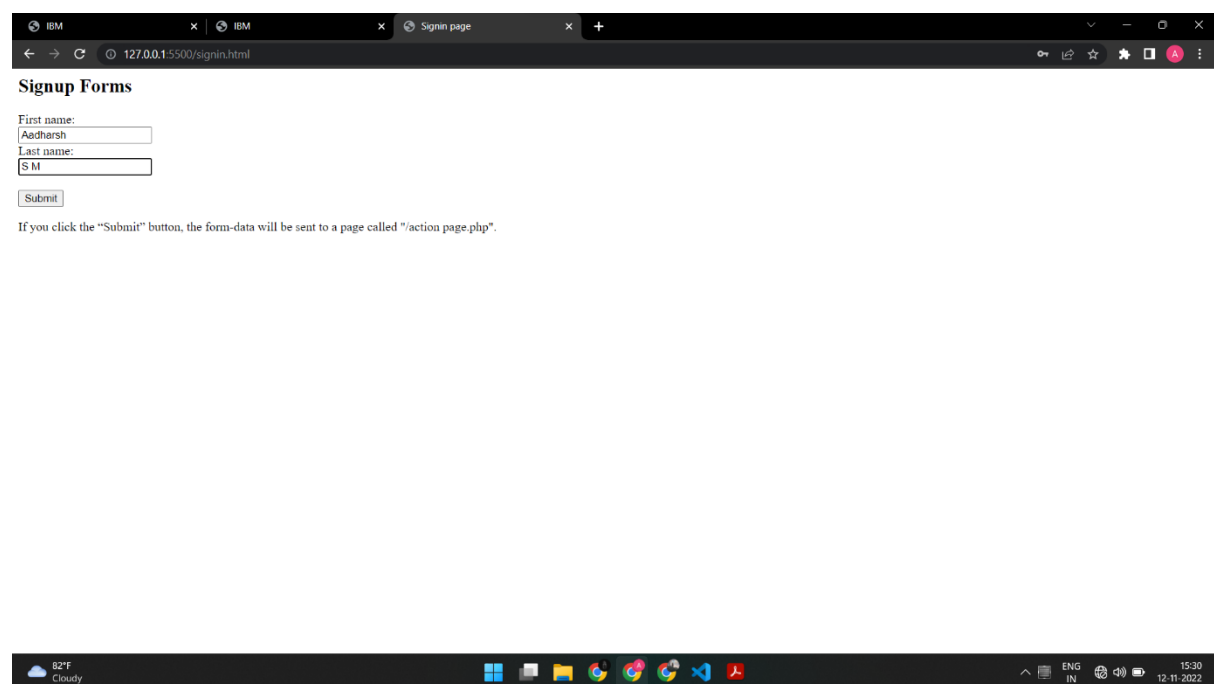 IBM
IBM
Signin page
127.0.0.1:5500/signin.html
A
Signup Forms
First name:
Aadharsh
Last name:
S M
Submit
If you click the “Submit” button, the form-data will be sent to a page called "/action page.php".
82°F
Cloudy
ENG
IN
15:30
12-11-2022